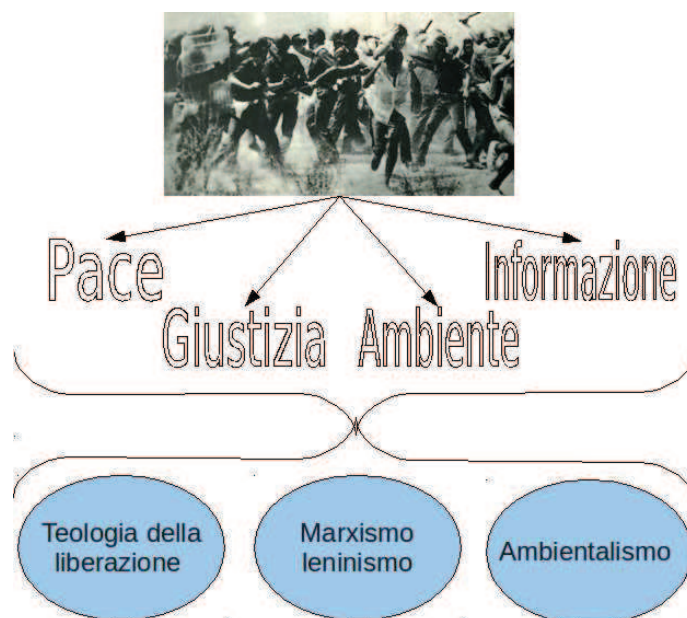 Pace
Informazione
Giustizia
Ambiente
Teologia della
liberazione
Marxismo
leninismo
Ambientalismo